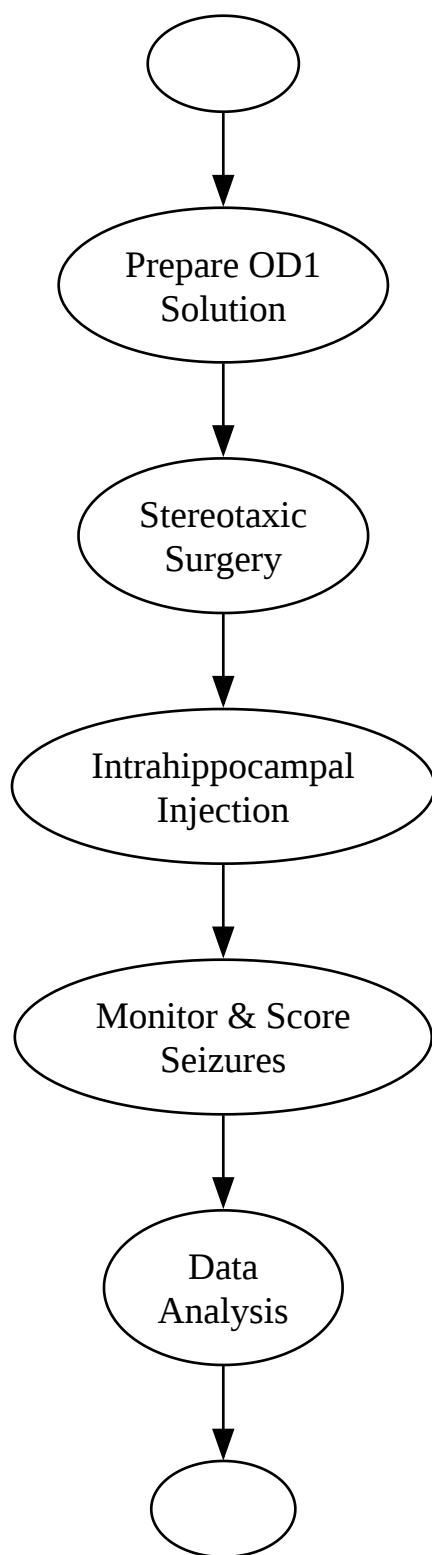 Prepare OD1
Solution
Stereotaxic
Surgery
Intrahippocampal
Injection
Monitor & Score
Seizures
Data
Analysis